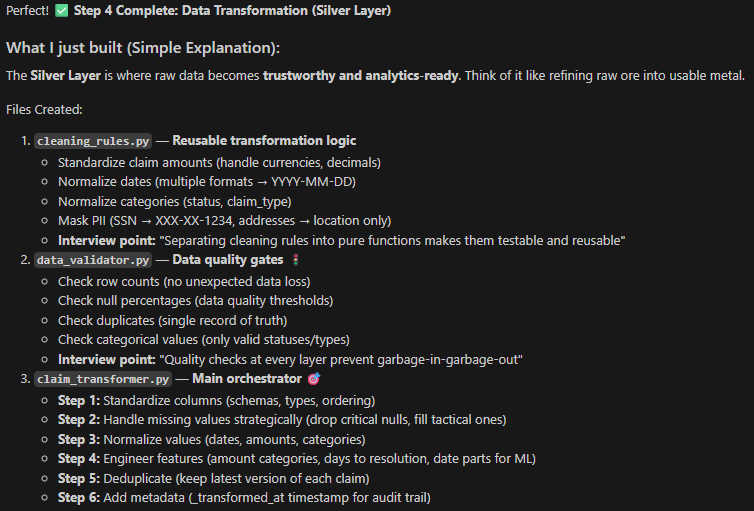 Perfect! ✅ Step 4 Complete: Data Transformation (Silver Layer)
What I just built (Simple Explanation):
The Silver Layer is where raw data becomes trustworthy and analytics-ready. Think of it like refining raw ore into usable metal.
Files Created:
1. cleaning_rules.py — Reusable transformation logic
○ Standardize claim amounts (handle currencies, decimals)
○ Normalize dates (multiple formats → YYYY-MM-DD)
○ Normalize categories (status, claim_type)
○ Mask PII (SSN → XXX-XX-1234, addresses → location only)
○ Interview point: "Separating cleaning rules into pure functions makes them testable and reusable"
2. data_validator.py — Data quality gates 🚦
○ Check row counts (no unexpected data loss)
○ Check null percentages (data quality thresholds)
○ Check duplicates (single record of truth)
○ Check categorical values (only valid statuses/types)
○ Interview point: "Quality checks at every layer prevent garbage-in-garbage-out"
3. claim_transformer.py — Main orchestrator 🎯
○ Step 1: Standardize columns (schemas, types, ordering)
○ Step 2: Handle missing values strategically (drop critical nulls, fill tactical ones)
○ Step 3: Normalize values (dates, amounts, categories)
○ Step 4: Engineer features (amount categories, days to resolution, date parts for ML)
○ Step 5: Deduplicate (keep latest version of each claim)
○ Step 6: Add metadata (_transformed_at timestamp for audit trail)